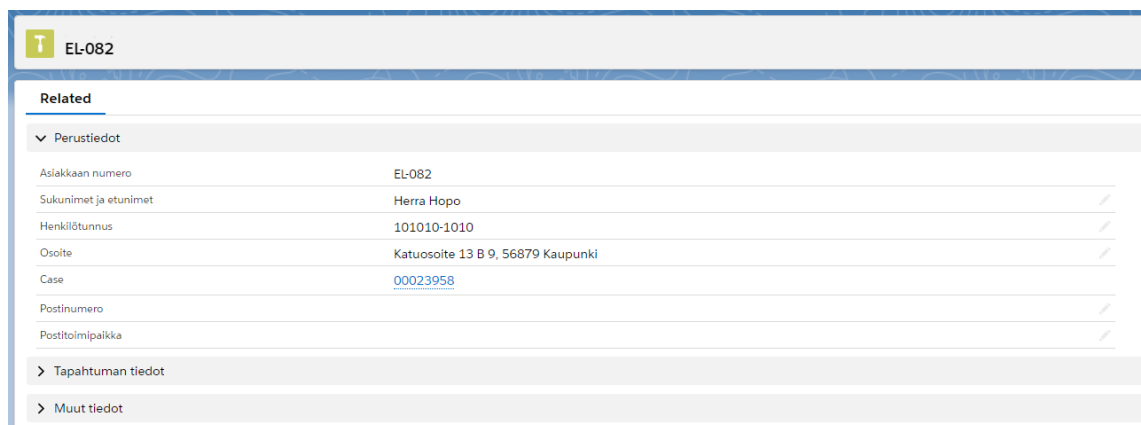 EL-082
Related
Perustiedot
Asiakkaan numero EL-082
Sukunimet ja etunimet Herra Hopo
Henkilötunnus 101010-1010
Osoite Katuosoite 13 B 9, 56879 Kaupunki
Case 00023958
Postinumero
Postitoimipaikka
Tapahtuman tiedot
Muut tiedot